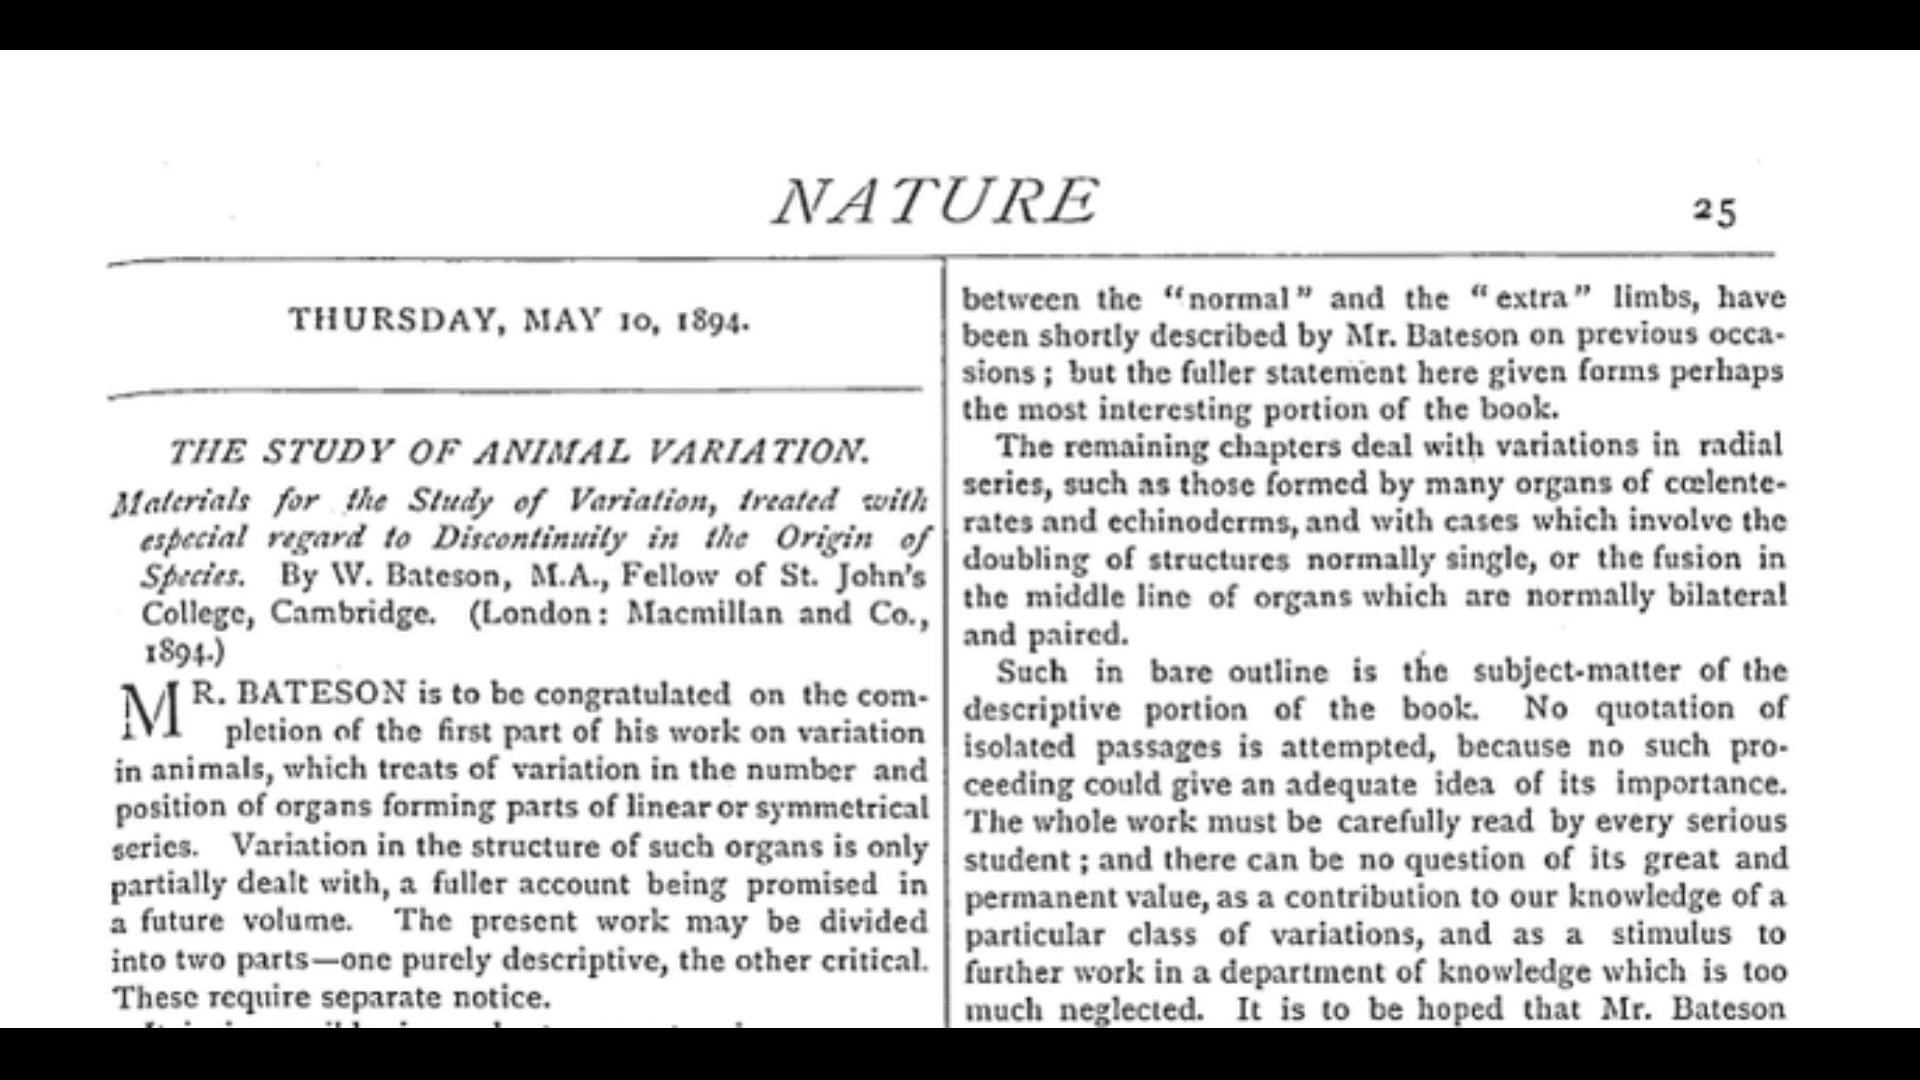 NATURE
25
THURSDAY, MAY 10, 1894.
THE STUDY OF ANIMAL VARIATION.
Materials for the Study of Variation, treated with
especial regard to Discontinuity in the Origin of
Species. By W. Bateson, M.A., Fellow of St. John's
College, Cambridge. (London: Macmillan and Co.,
1894.)
MR. BATESON is to be congratulated on the com-
pletion of the first part of his work on variation
in animals, which treats of variation in the number and
position of organs forming parts of linear or symmetrical
series. Variation in the structure of such organs is only
partially dealt with, a fuller account being promised in
a future volume. The present work may be divided
into two parts—one purely descriptive, the other critical.
These require separate notice.
between the "normal" and the "extra" limbs, have
been shortly described by Mr. Bateson on previous occa-
sions; but the fuller statement here given forms perhaps
the most interesting portion of the book.
The remaining chapters deal with variations in radial
series, such as those formed by many organs of cœlente-
rates and echinoderms, and with cases which involve the
doubling of structures normally single, or the fusion in
the middle line of organs which are normally bilateral
and paired.
Such in bare outline is the subject-matter of the
descriptive portion of the book. No quotation of
isolated passages is attempted, because no such pro-
ceeding could give an adequate idea of its importance.
The whole work must be carefully read by every serious
student; and there can be no question of its great and
permanent value, as a contribution to our knowledge of a
particular class of variations, and as a stimulus to
further work in a department of knowledge which is too
much neglected. It is to be hoped that Mr. Bateson